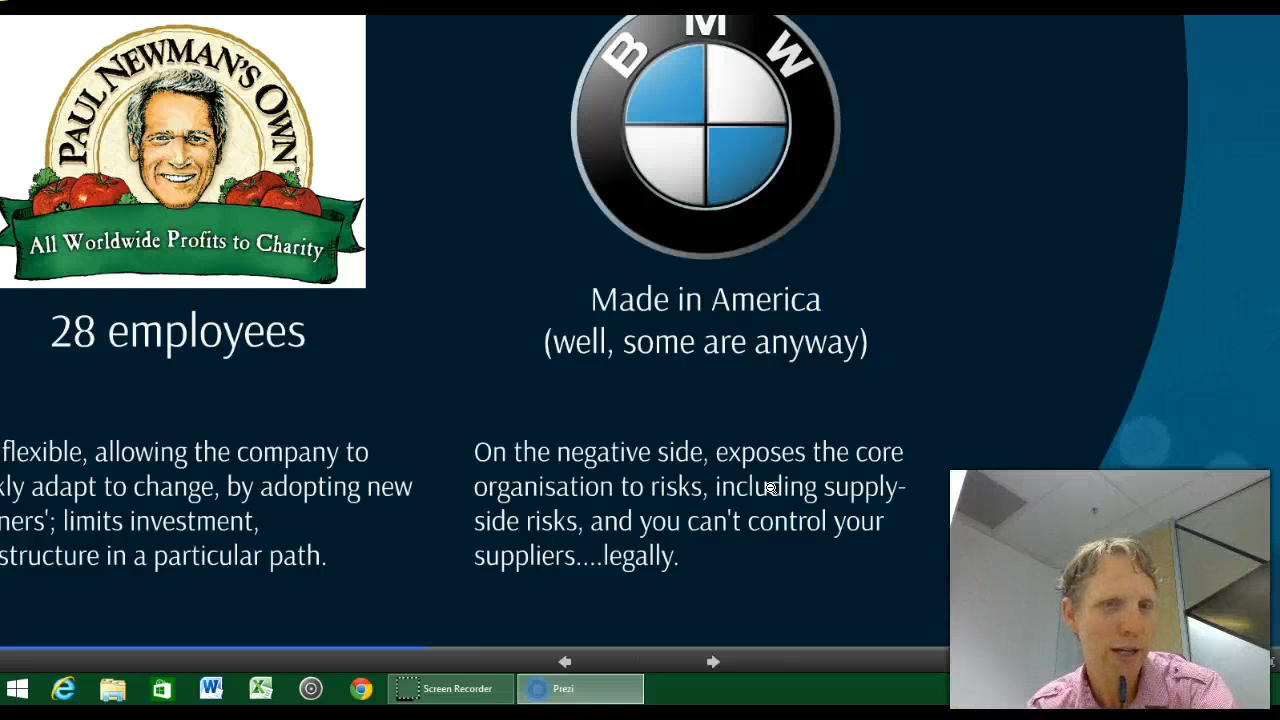 PAUL NEWMAN'S OWN
All Worldwide Profits to Charity
28 employees
flexible, allowing the company to
kly adapt to change, by adopting new
ners'; limits investment,
structure in a particular path.
BMW
Made in America
(well, some are anyway)
On the negative side, exposes the core
organisation to risks, including supply-
side risks, and you can't control your
suppliers....legally.
Screen Recorder
Prezi